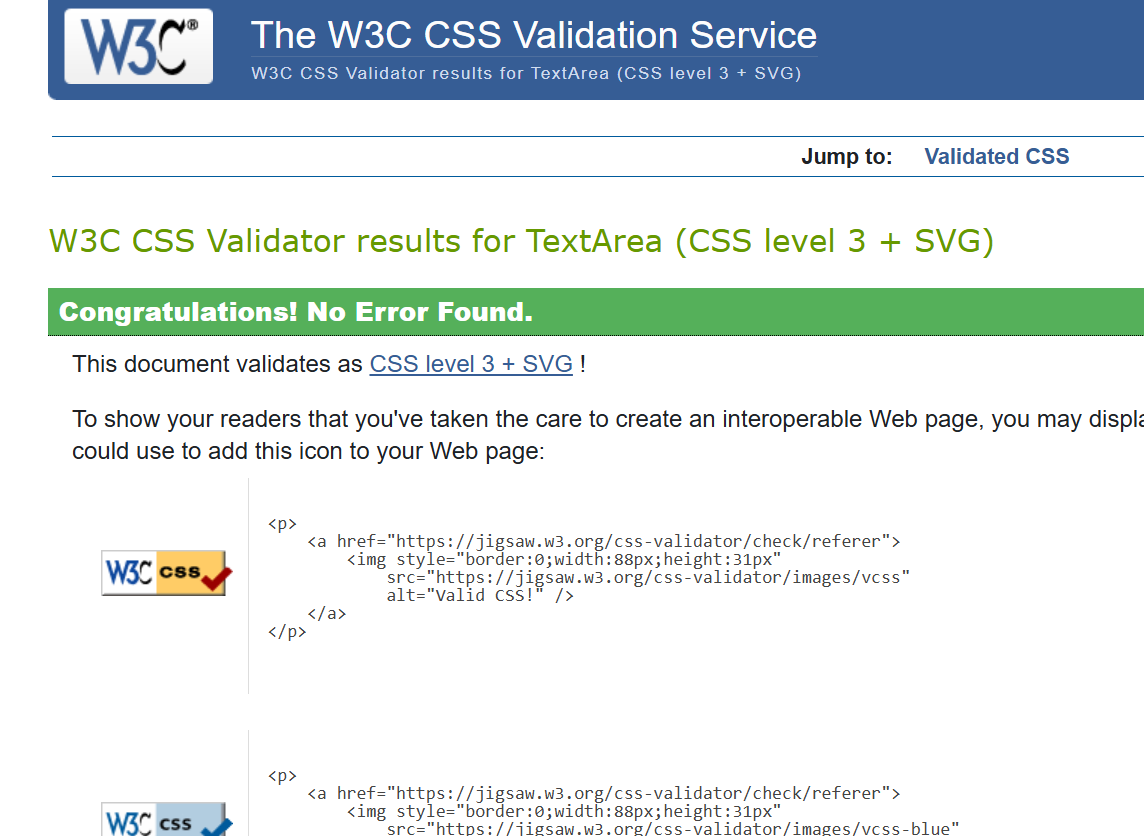 W3C®
The W3C CSS Validation Service
W3C CSS Validator results for TextArea (CSS level 3 + SVG)
Jump to: Validated CSS
W3C CSS Validator results for TextArea (CSS level 3 + SVG)
Congratulations! No Error Found.
This document validates as CSS level 3 + SVG !
To show your readers that you've taken the care to create an interoperable Web page, you may
could use to add this icon to your Web page:
W3C css
<p>
<a href="https://jigsaw.w3.org/css-validator/check/referer">
<img style="border:0;width:88px;height:31px"
src="https://jigsaw.w3.org/css-validator/images/vcss"
alt="Valid CSS!" />
</a>
</p>
W3C css
<p>
<a href="https://jigsaw.w3.org/css-validator/check/referer">
<img style="border:0;width:88px;height:31px"
src="https://jigsaw.w3.org/css-validator/images/vcss-blue"